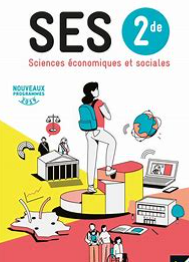 SES 2de
Sciences économiques et sociales
NOUVEAUX
PROGRAMMES
2019